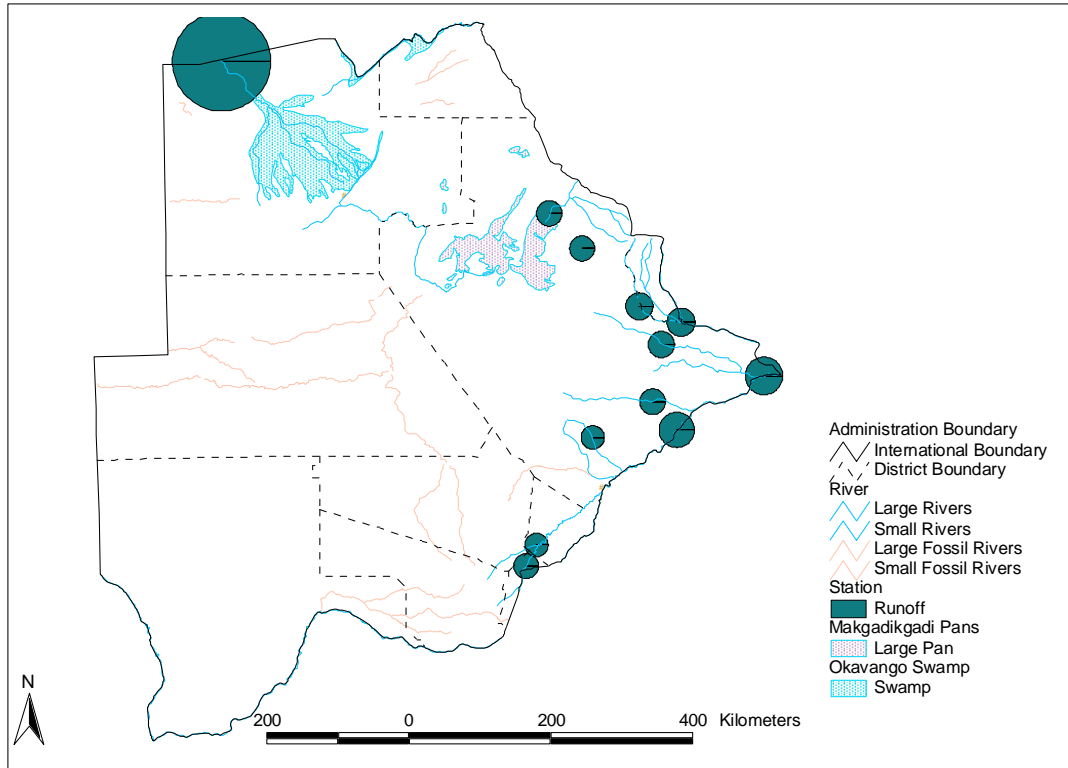 Administration Boundary
International Boundary
District Boundary
River
Large Rivers
Small Rivers
Large Fossil Rivers
Small Fossil Rivers
Station
Runoff
Makgadikgadi Pans
Large Pan
Okavango Swamp
Swamp
N
200 0 200 400 Kilometers